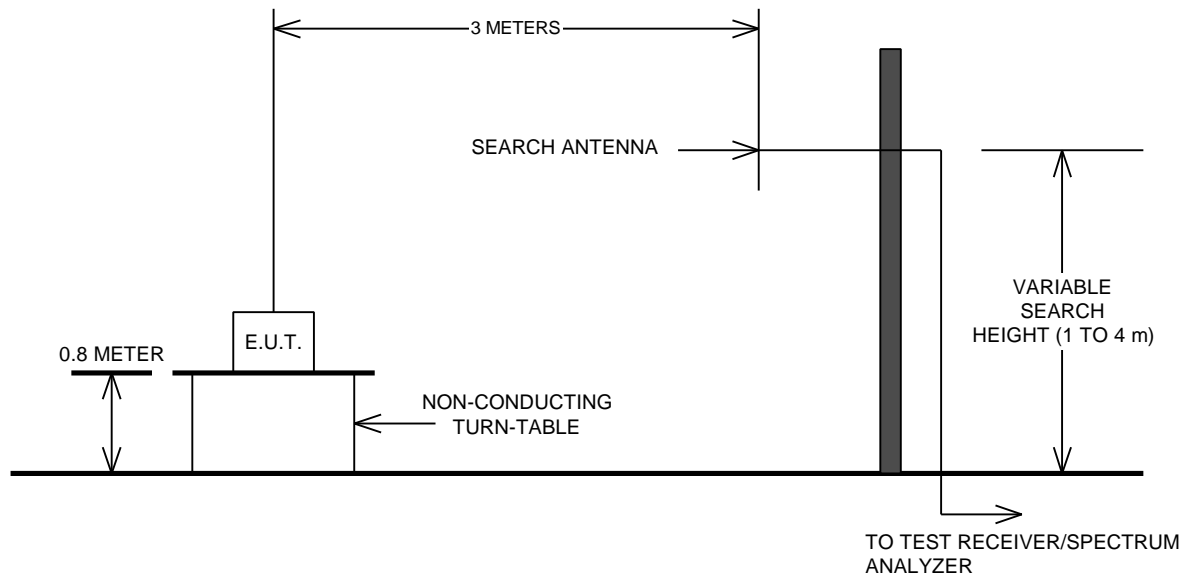 3 METERS
SEARCH ANTENNA
VARIABLE
SEARCH
HEIGHT (1 TO 4 m)
E.U.T.
0.8 METER
NON-CONDUCTING
TURN-TABLE
TO TEST RECEIVER/SPECTRUM
ANALYZER